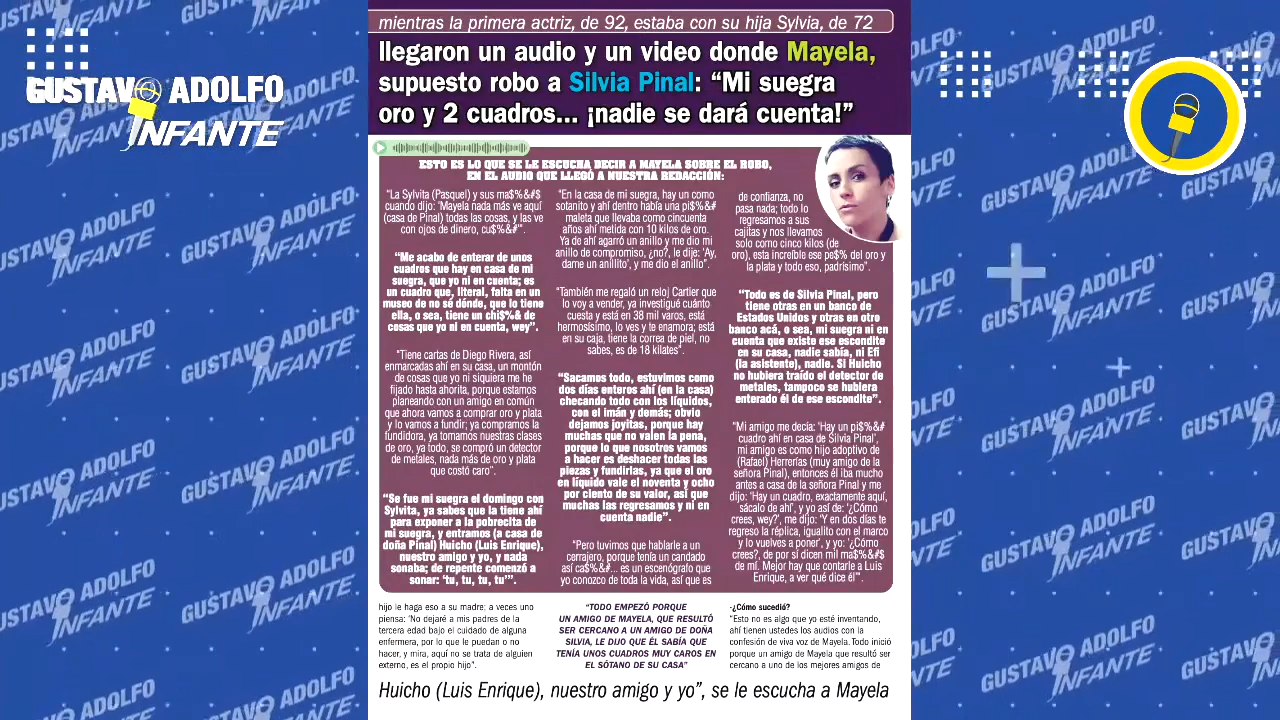 GUSTAVO ADOLFO
INFANTE
mientras la primera actriz, de 92, estaba con su hija Sylvia, de 72
llegaron un audio y un video donde Mayela,
supuesto robo a Silvia Pinal: “Mi suegra
oro y 2 cuadros... ¡nadie se dará cuenta!”
ESTO ES LO QUE SE LE ESCUCHA DECIR A MAYELA SOBRE EL ROBO,
EN EL AUDIO QUE LLEGÓ A NUESTRA REDACCIÓN:
“La Sylvita (Pasquel) y sus ma$%&#$
cuando dijo: ‘Mayela nada más ve aquí
(casa de Pinal) todas las cosas, y las ve
con ojos de dinero, cu$%&#’”.
“Me acabo de enterar de unos
cuadros que hay en casa de mi
suegra, que yo ni en cuenta; es
un cuadro que, literal, falta en un
museo de no sé dónde, que lo tiene
ella, o sea, tiene un chi$%& de
cosas que yo ni en cuenta, wey”.
“Tiene cartas de Diego Rivera, así
enmarcadas ahí en su casa, un montón
de cosas que yo ni siquiera me he
fijado hasta ahorita, porque estamos
planeando con un amigo en común
que ahora vamos a comprar oro y plata
y lo vamos a fundir; ya compramos la
fundidora, ya tomamos nuestras clases
de oro, ya todo, se compró un detector
de metales, nada más de oro y plata
que costó caro”.
“Se fue mi suegra el domingo con
Sylvita, ya sabes que la tiene ahí
para exponer a la pobrecita de
mi suegra, y entramos (a casa de
doña Pinal) Huicho (Luis Enrique),
nuestro amigo y yo, y nada
sonaba; de repente comenzó a
sonar: ‘tu, tu, tu, tu’”.
“En la casa de mi suegra, hay un como
sotanito y ahí dentro había una pi$%&#
maleta que llevaba como cincuenta
años ahí metida con 10 kilos de oro.
Ya de ahí agarró un anillo y me dio mi
anillo de compromiso, ¿no?, le dije: ‘Ay,
dame un anillito’, y me dio el anillo”.
“También me regaló un reloj Cartier que
lo voy a vender, ya investigué cuánto
cuesta y está en 38 mil varos, está
hermosísimo, lo ves y te enamora; está
en su caja, tiene la correa de piel, no
sabes, es de 18 kilates”.
“Sacamos todo, estuvimos como
dos días enteros ahí (en la casa)
checando todo con los líquidos,
con el imán y demás; obvio
dejamos joyitas, porque hay
muchas que no valen la pena,
porque lo que nosotros vamos
a hacer es deshacer todas las
piezas y fundirlas, ya que el oro
en líquido vale el noventa y ocho
por ciento de su valor, así que
muchas las regresamos y ni en
cuenta nadie”.
“Pero tuvimos que hablarle a un
cerrajero, porque tenía un candado
así ca$%&#... es un escenógrafo que
yo conozco de toda la vida, así que es
de confianza, no
pasa nada; todo lo
regresamos a sus
cajitas y nos llevamos
solo como cinco kilos (de
oro), esta increíble ese pe$% del oro y
la plata y todo eso, padrísimo”.
“Todo es de Silvia Pinal, pero
tiene otras en un banco de
Estados Unidos y otras en otro
banco acá, o sea, mi suegra ni en
cuenta que existe ese escondite
en su casa, nadie sabía, ni Efi
(la asistente), nadie. Si Huicho
no hubiera traído el detector de
metales, tampoco se hubiera
enterado él de ese escondite”.
“Mi amigo me decía: ‘Hay un pi$%&#
cuadro ahí en casa de Silvia Pinal’,
mi amigo es como hijo adoptivo de
(Rafael) Herrerías (muy amigo de la
señora Pinal), entonces él iba mucho
antes a casa de la señora Pinal y me
dijo: ‘Hay un cuadro, exactamente aquí,
sácalo de ahí’, y yo así de: ‘¿Cómo
crees, wey?’, me dijo: ‘Y en dos días te
regreso la réplica, igualito con el marco
y lo vuelves a poner’, y yo: ‘¿Cómo
crees?, de por sí dicen mil ma$%&#$
de mí. Mejor hay que contarle a Luis
Enrique, a ver qué dice él’”.
hijo le haga eso a su madre; a veces uno
piensa: ‘No dejaré a mis padres de la
tercera edad bajo el cuidado de alguna
enfermera, por lo que le puedan o no
hacer, y mira, aquí no se trata de alguien
externo, es el propio hijo”.
“TODO EMPEZÓ PORQUE
UN AMIGO DE MAYELA, QUE RESULTÓ
SER CERCANO A UN AMIGO DE DOÑA
SILVIA, LE DIJO QUE ÉL SABÍA QUE
TENÍA UNOS CUADROS MUY CAROS EN
EL SÓTANO DE SU CASA”
-¿Cómo sucedió?
“Esto no es algo que yo esté inventando,
ahí tienen ustedes los audios con la
confesión de viva voz de Mayela. Todo inició
porque un amigo de Mayela que resultó ser
cercano a uno de los mejores amigos de
Huicho (Luis Enrique), nuestro amigo y yo”, se le escucha a Mayela